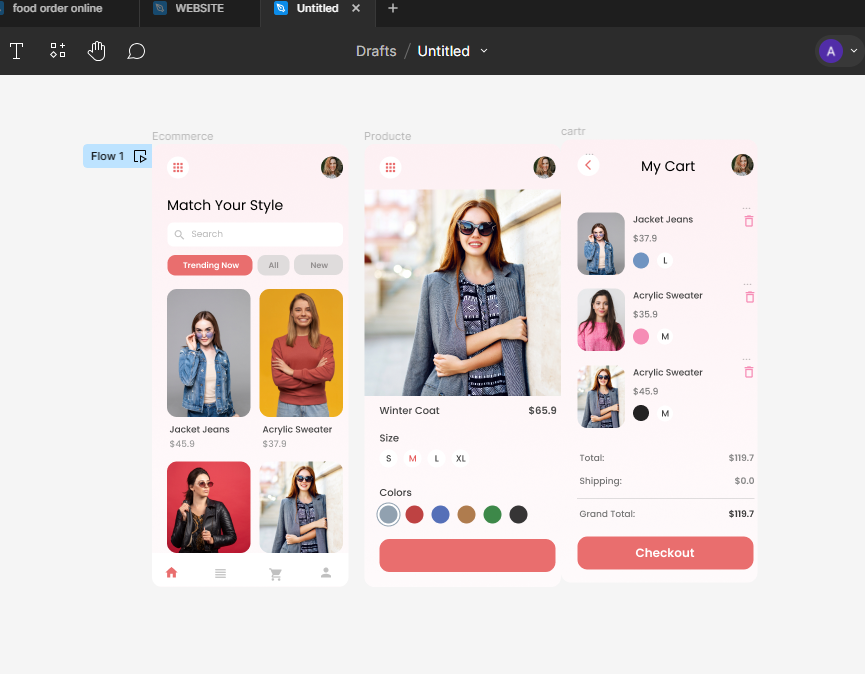 food order online
WEBSITE
Untitled
Drafts / Untitled
A
Flow 1
Ecommerce
Match Your Style
Search
Trending Now
All
New
Jacket Jeans
$45.9
Acrylic Sweater
$37.9
Producte
Winter Coat
$65.9
Size
S M L XL
Colors
cartr
My Cart
Jacket Jeans
$37.9
L
Acrylic Sweater
$35.9
M
Acrylic Sweater
$45.9
M
Total: $119.7
Shipping: $0.0
Grand Total: $119.7
Checkout